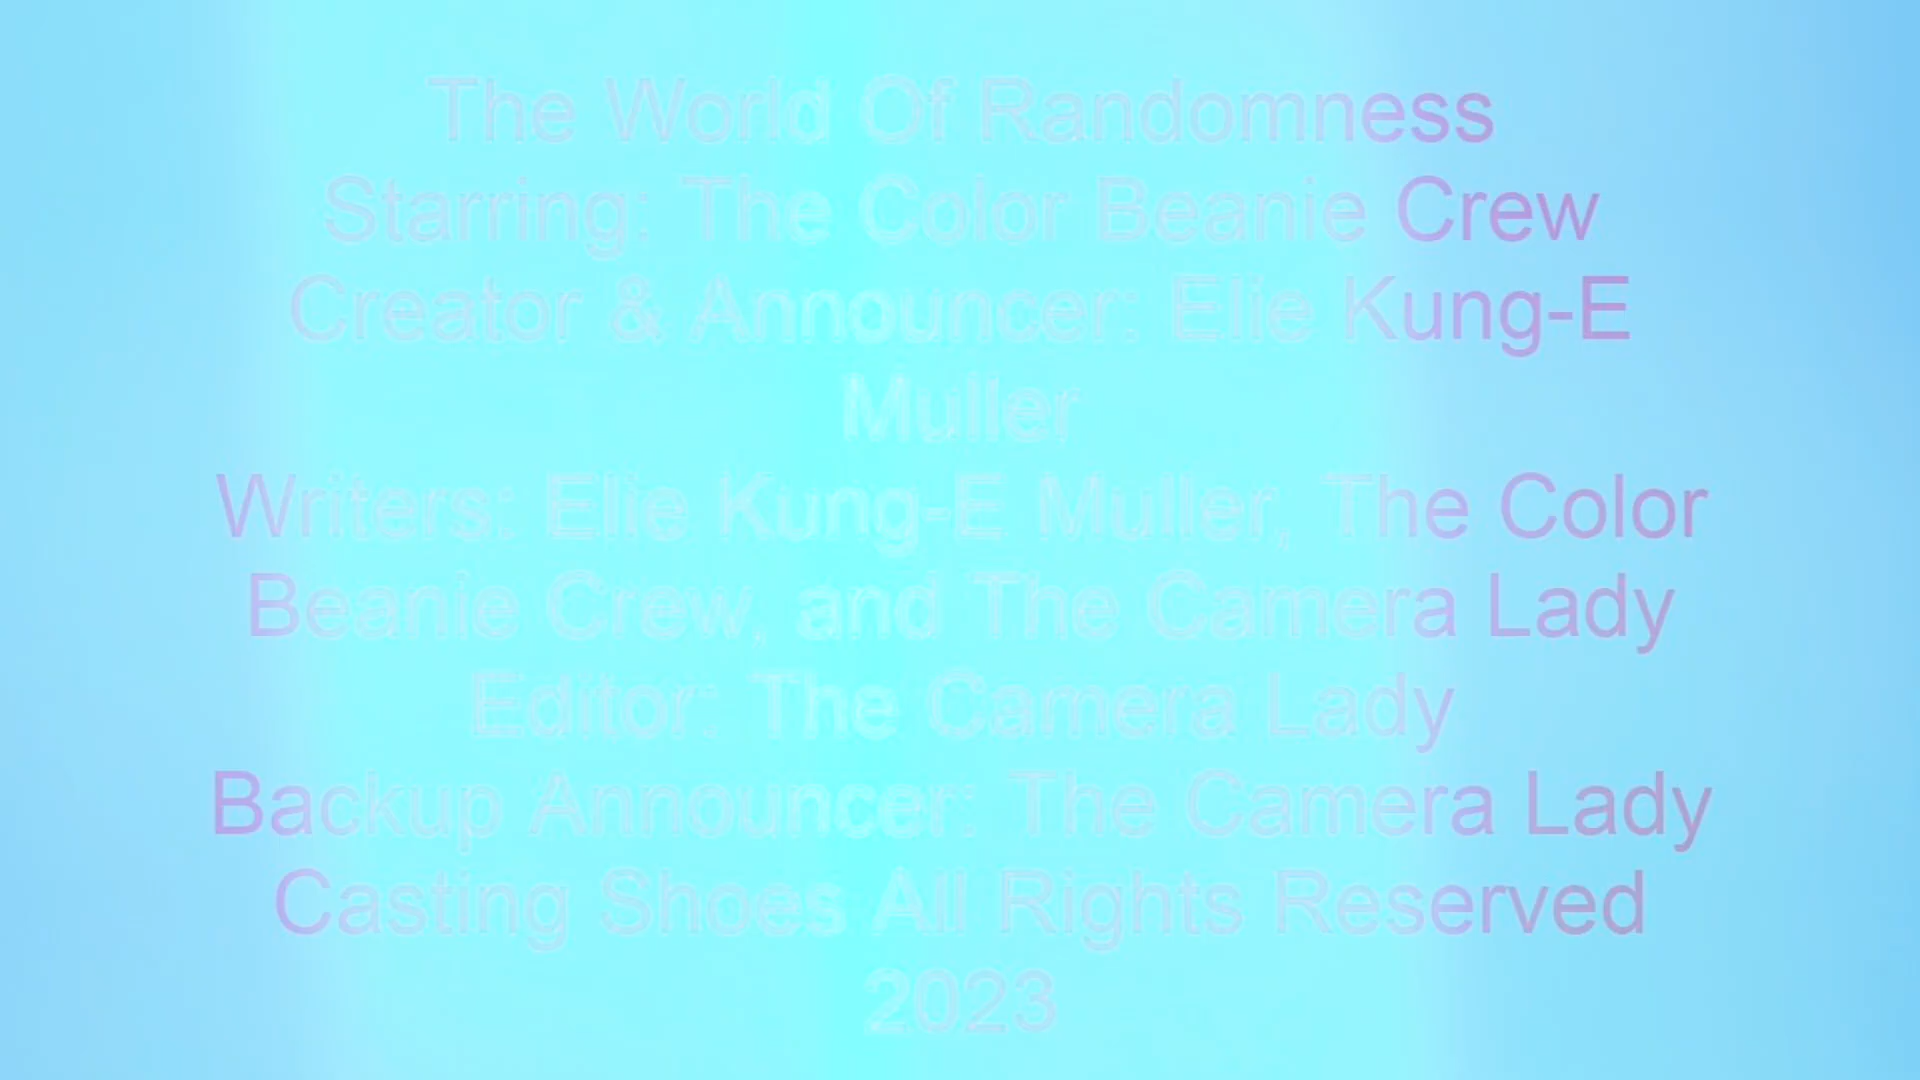 The World Of Randomness
Starring: The Color Beanie Crew
Creator & Announcer: Elie Kung-E
Muller
Writers: Elie Kung-E Muller, The Color
Beanie Crew, and The Camera Lady
Editor: The Camera Lady
Backup Announcer: The Camera Lady
Casting Shoes All Rights Reserved
2023